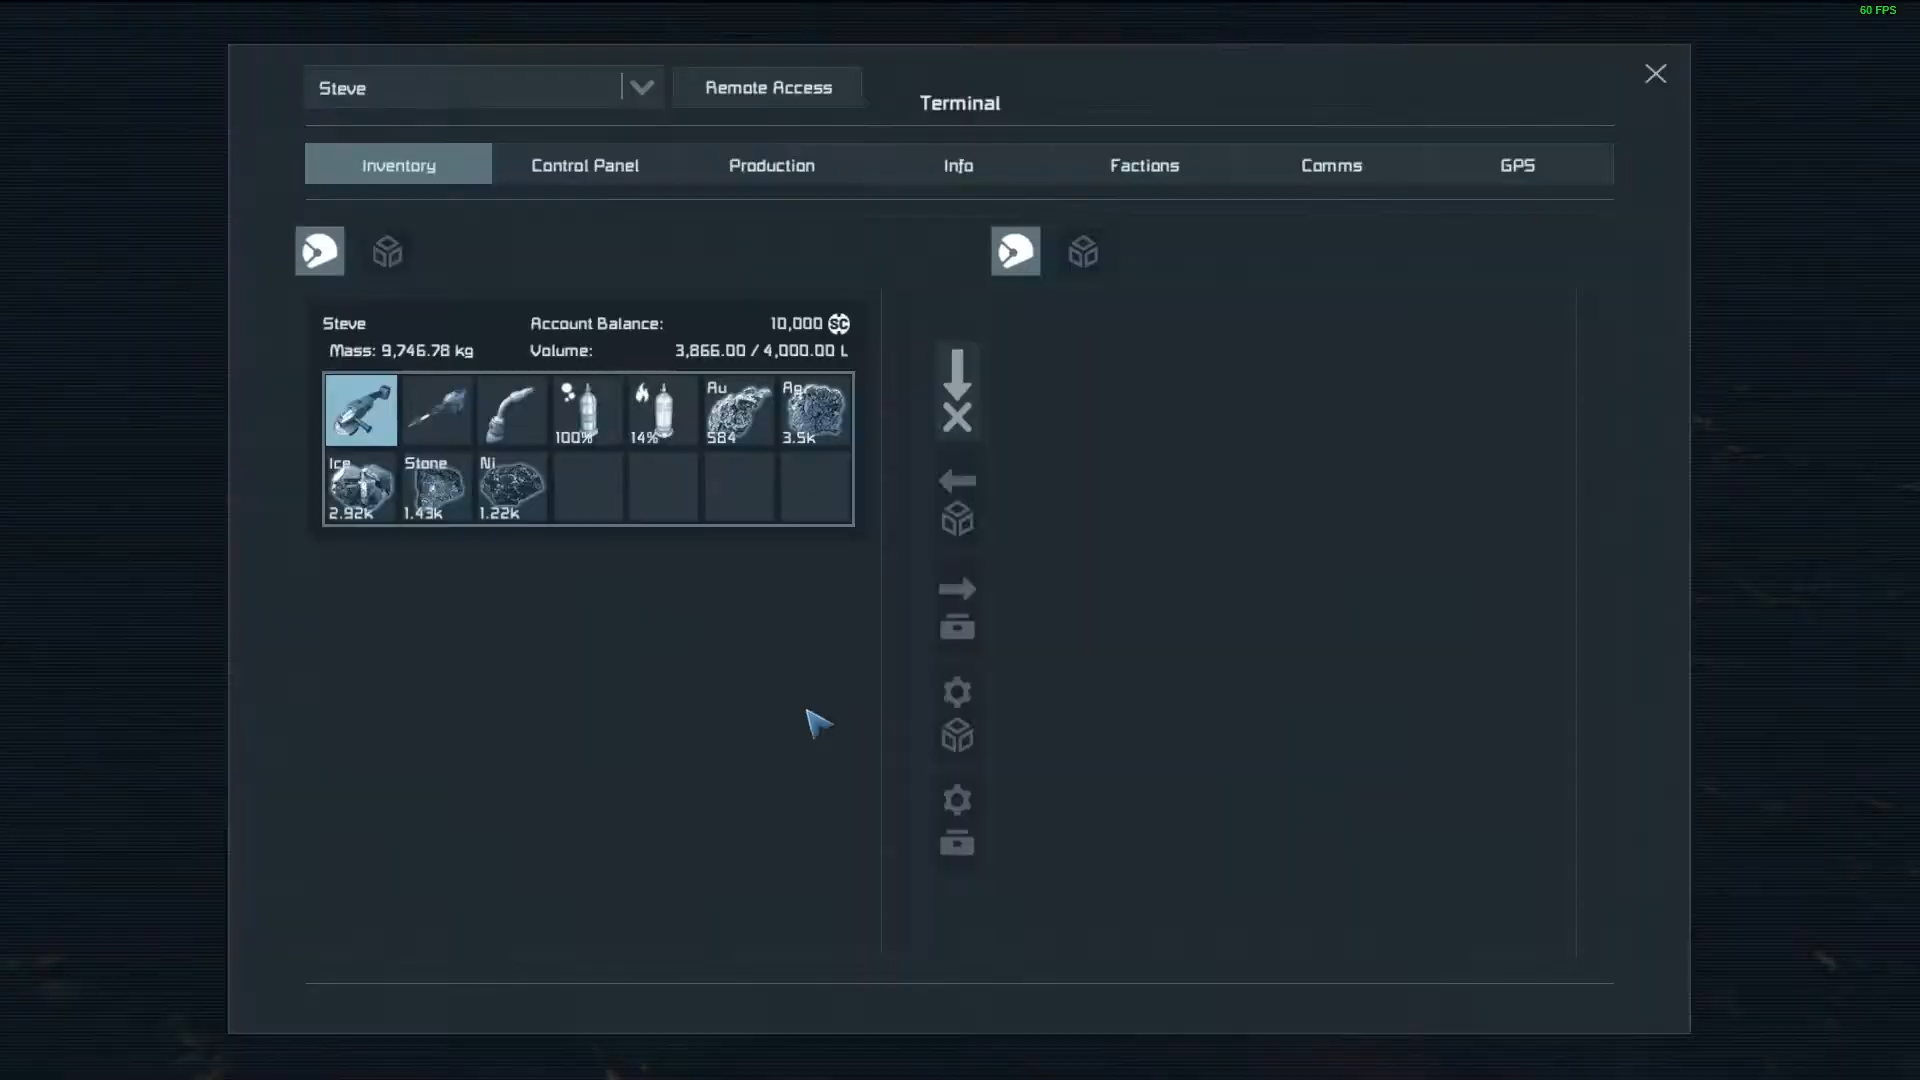 60 FPS
Steve
Remote Access
Terminal
Inventory
Control Panel
Production
Info
Factions
Comms
GPS
Steve
Account Balance:
10,000 SC
Mass: 9,746.78 kg
Volume:
3,866.00 / 4,000.00 L
100%
14%
Au
584
Ag
3.5k
Ice
2.92k
Stone
1.43k
Ni
1.22k